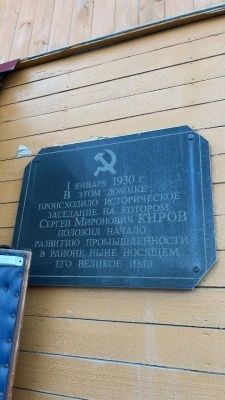 1 ЯНВАРЯ 1930 Г.
В ЭТОМ ДОМИКЕ
ПРОИСХОДИЛО ИСТОРИЧЕСКОЕ
ЗАСЕДАНИЕ НА КОТОРОМ
СЕРГЕЙ МИРОНОВИЧ КИРОВ
ПОЛОЖИЛ НАЧАЛО
РАЗВИТИЮ ПРОМЫШЛЕННОСТИ
В РАЙОНЕ, НЫНЕ НОСЯЩЕМ
ЕГО ВЕЛИКОЕ ИМЯ.